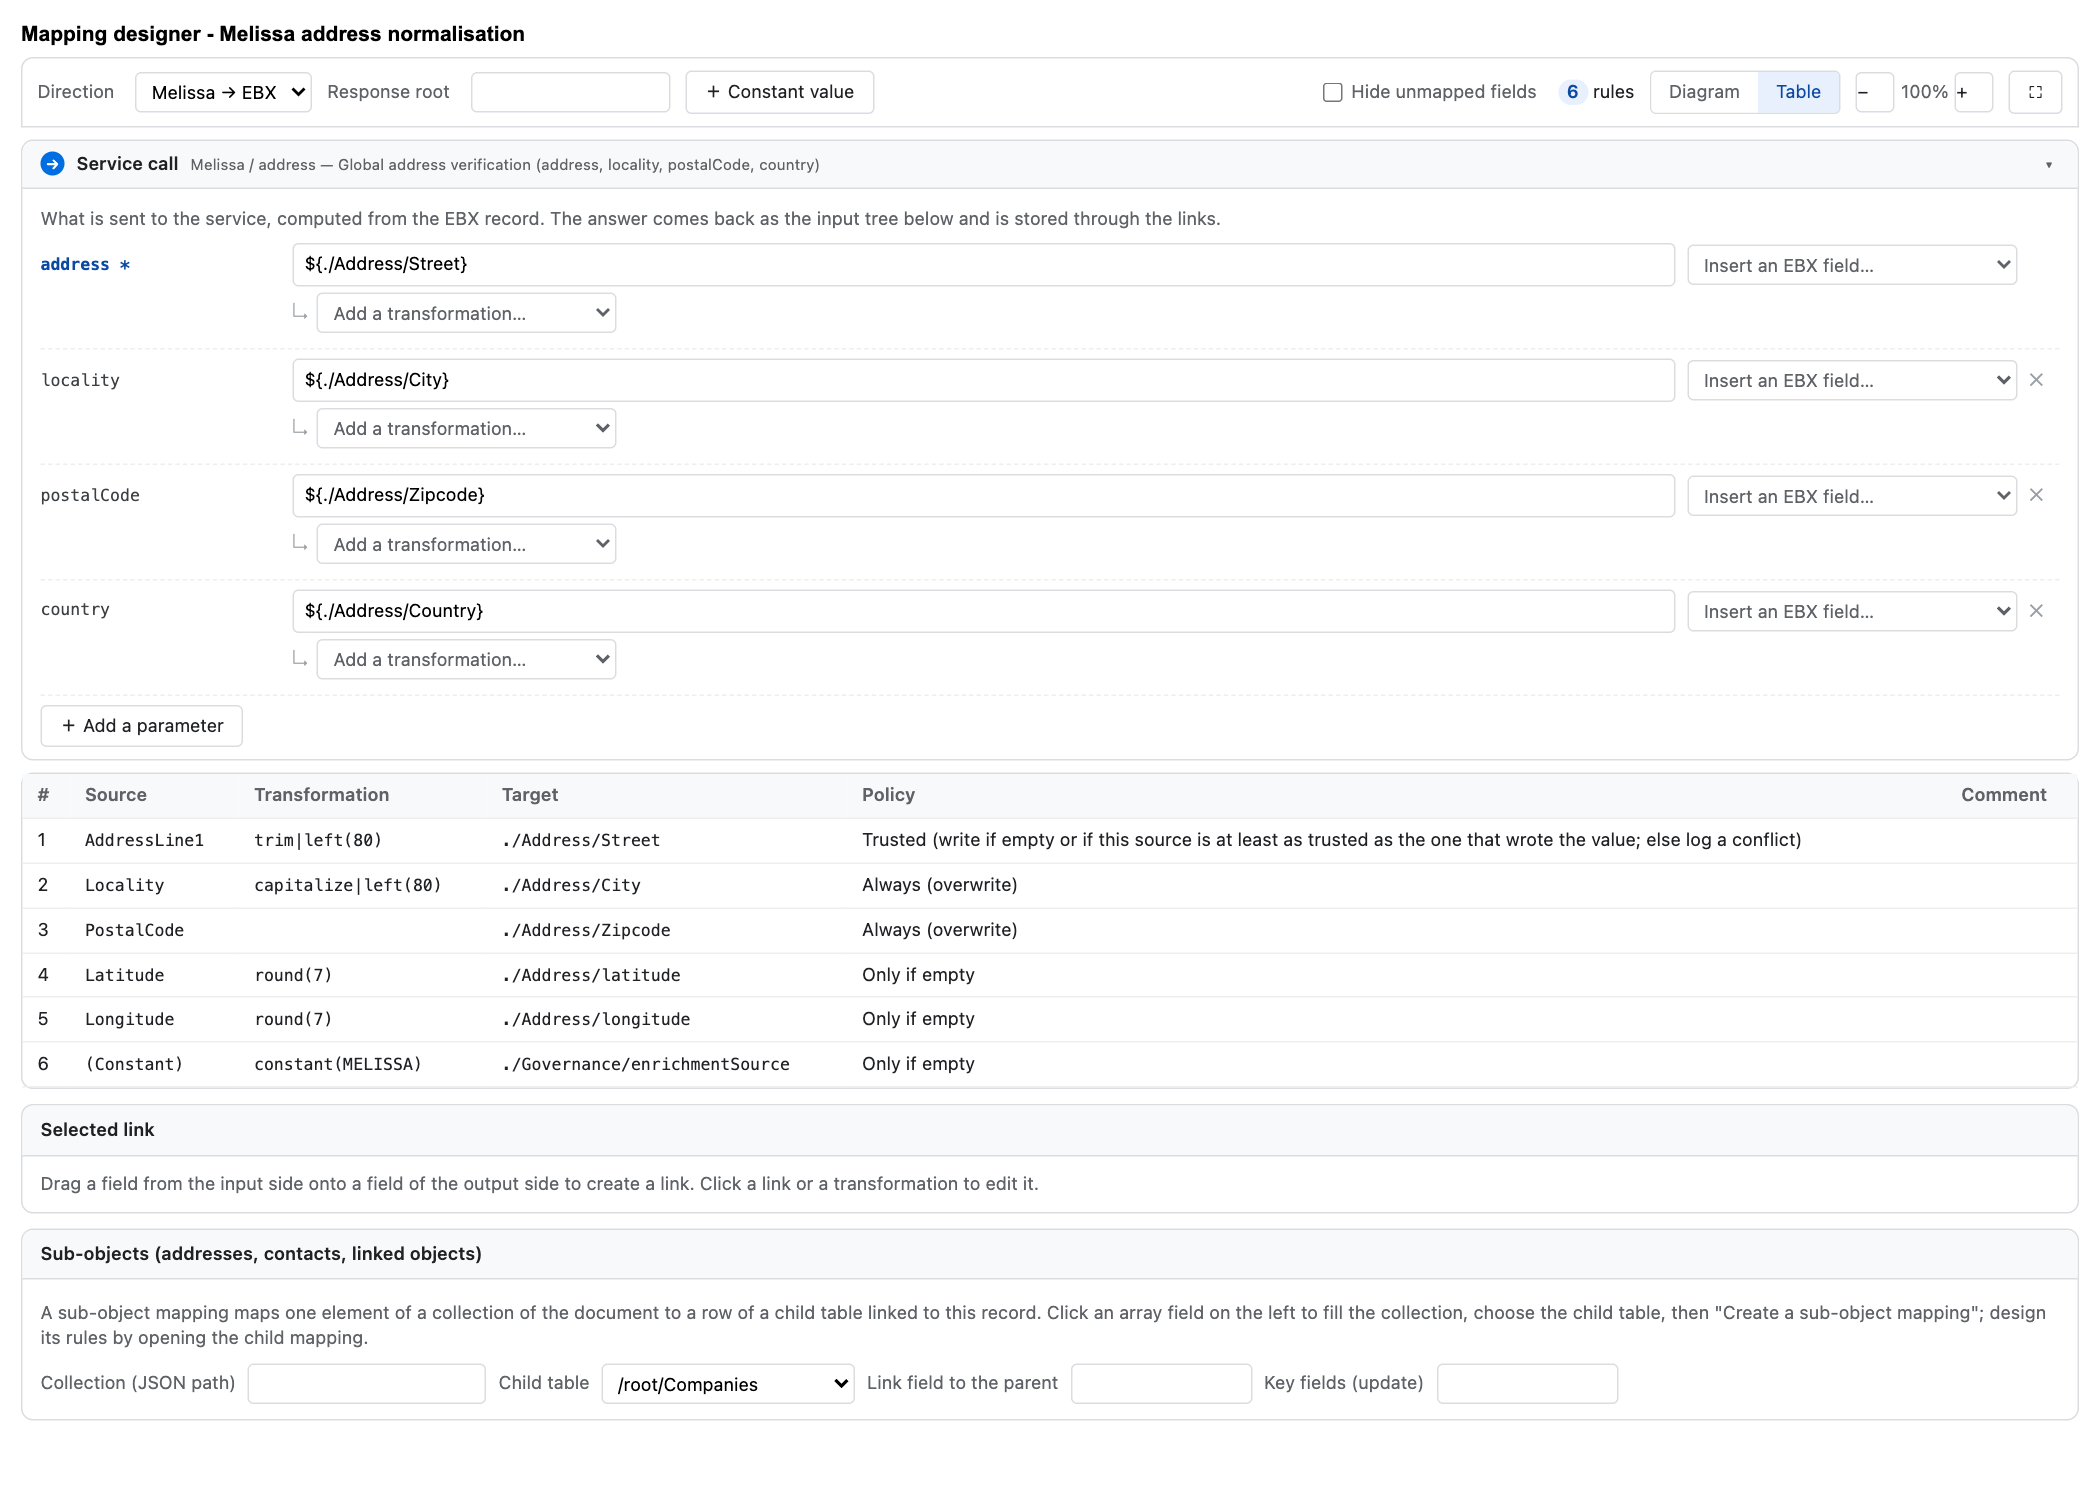 Mapping designer - Melissa address normalisation
Direction Melissa → EBX Response root + Constant value Hide unmapped fields 6 rules Diagram Table − 100% +
Service call Melissa / address — Global address verification (address, locality, postalCode, country)
What is sent to the service, computed from the EBX record. The answer comes back as the input tree below and is stored through the links.
address * ${./Address/Street} Insert an EBX field...
Add a transformation...
locality ${./Address/City} Insert an EBX field... ×
Add a transformation...
postalCode ${./Address/Zipcode} Insert an EBX field... ×
Add a transformation...
country ${./Address/Country} Insert an EBX field... ×
Add a transformation...
+ Add a parameter
# Source Transformation Target Policy Comment
1 AddressLine1 trim|left(80) ./Address/Street Trusted (write if empty or if this source is at least as trusted as the one that wrote the value; else log a conflict)
2 Locality capitalize|left(80) ./Address/City Always (overwrite)
3 PostalCode ./Address/Zipcode Always (overwrite)
4 Latitude round(7) ./Address/latitude Only if empty
5 Longitude round(7) ./Address/longitude Only if empty
6 (Constant) constant(MELISSA) ./Governance/enrichmentSource Only if empty
Selected link
Drag a field from the input side onto a field of the output side to create a link. Click a link or a transformation to edit it.
Sub-objects (addresses, contacts, linked objects)
A sub-object mapping maps one element of a collection of the document to a row of a child table linked to this record. Click an array field on the left to fill the collection, choose the child table, then "Create a sub-object mapping"; design
its rules by opening the child mapping.
Collection (JSON path) Child table /root/Companies Link field to the parent Key fields (update)